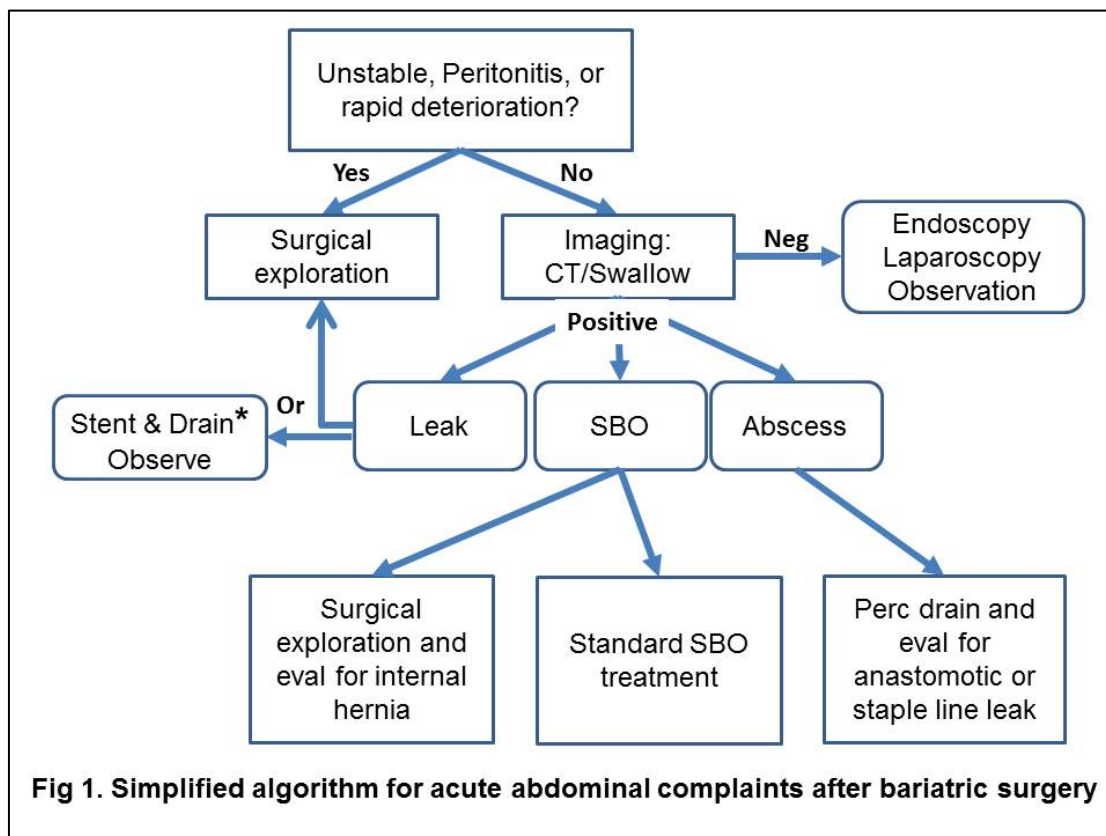 Unstable, Peritonitis, or
rapid deterioration?
Yes
No
Surgical
exploration
Imaging:
CT/Swallow
Neg
Endoscopy
Laparoscopy
Observation
Positive
Or
Stent & Drain*
Observe
Leak
SBO
Abscess
Surgical
exploration and
eval for internal
hernia
Standard SBO
treatment
Perc drain and
eval for
anastomotic or
staple line leak
Fig 1. Simplified algorithm for acute abdominal complaints after bariatric surgery